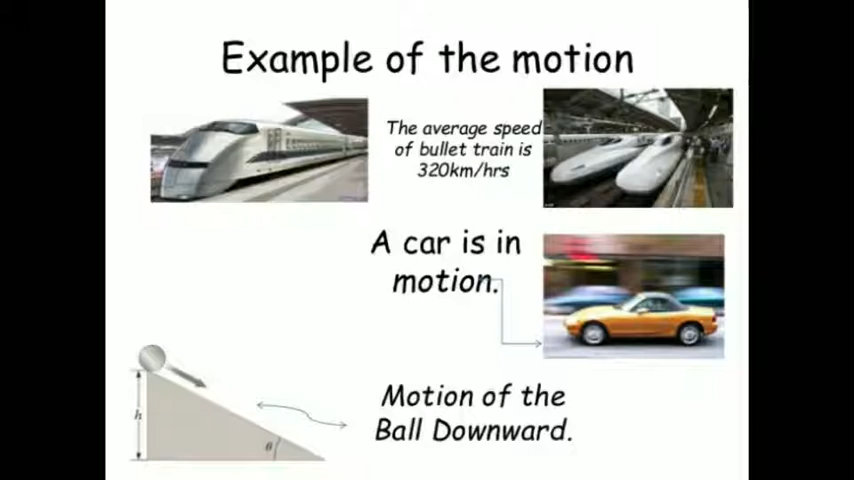 Example of the motion
The average speed
of bullet train is
320km/hrs
A car is in
motion.
h
θ
Motion of the
Ball Downward.